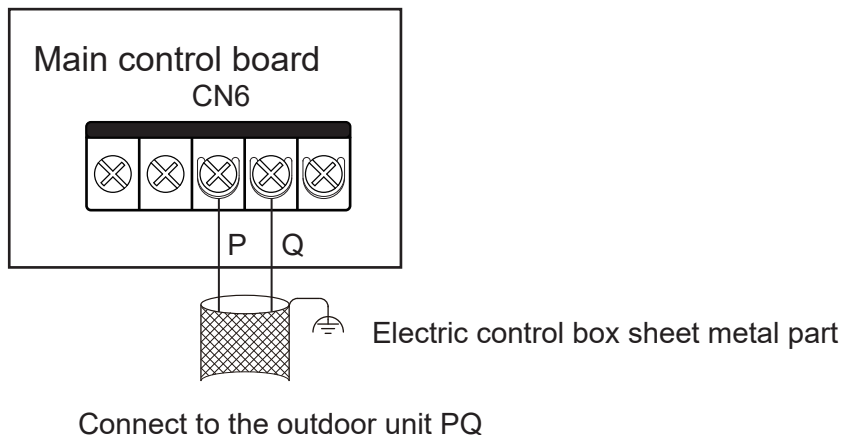 Main control board
CN6
P Q
Electric control box sheet metal part
Connect to the outdoor unit PQ